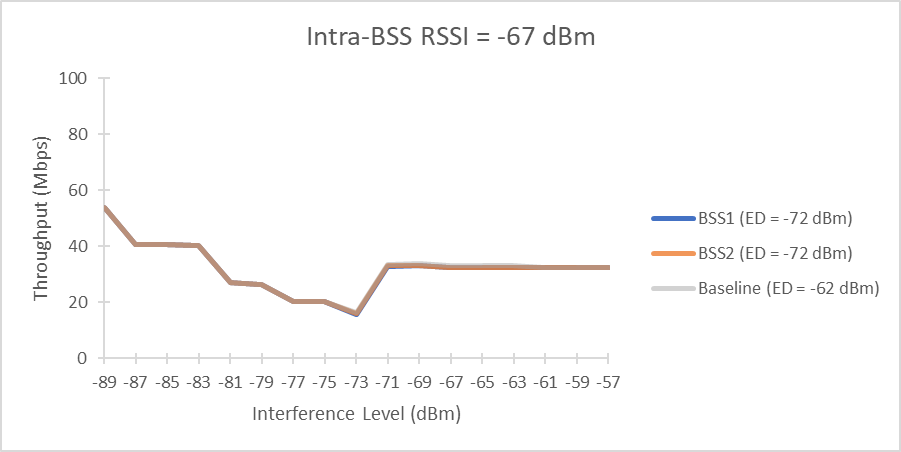 Intra-BSS RSSI = -67 dBm
Throughput (Mbps)
100
80
60
40
20
0
-89 -87 -85 -83 -81 -79 -77 -75 -73 -71 -69 -67 -65 -63 -61 -59 -57
Interference Level (dBm)
BSS1 (ED = -72 dBm)
BSS2 (ED = -72 dBm)
Baseline (ED = -62 dBm)